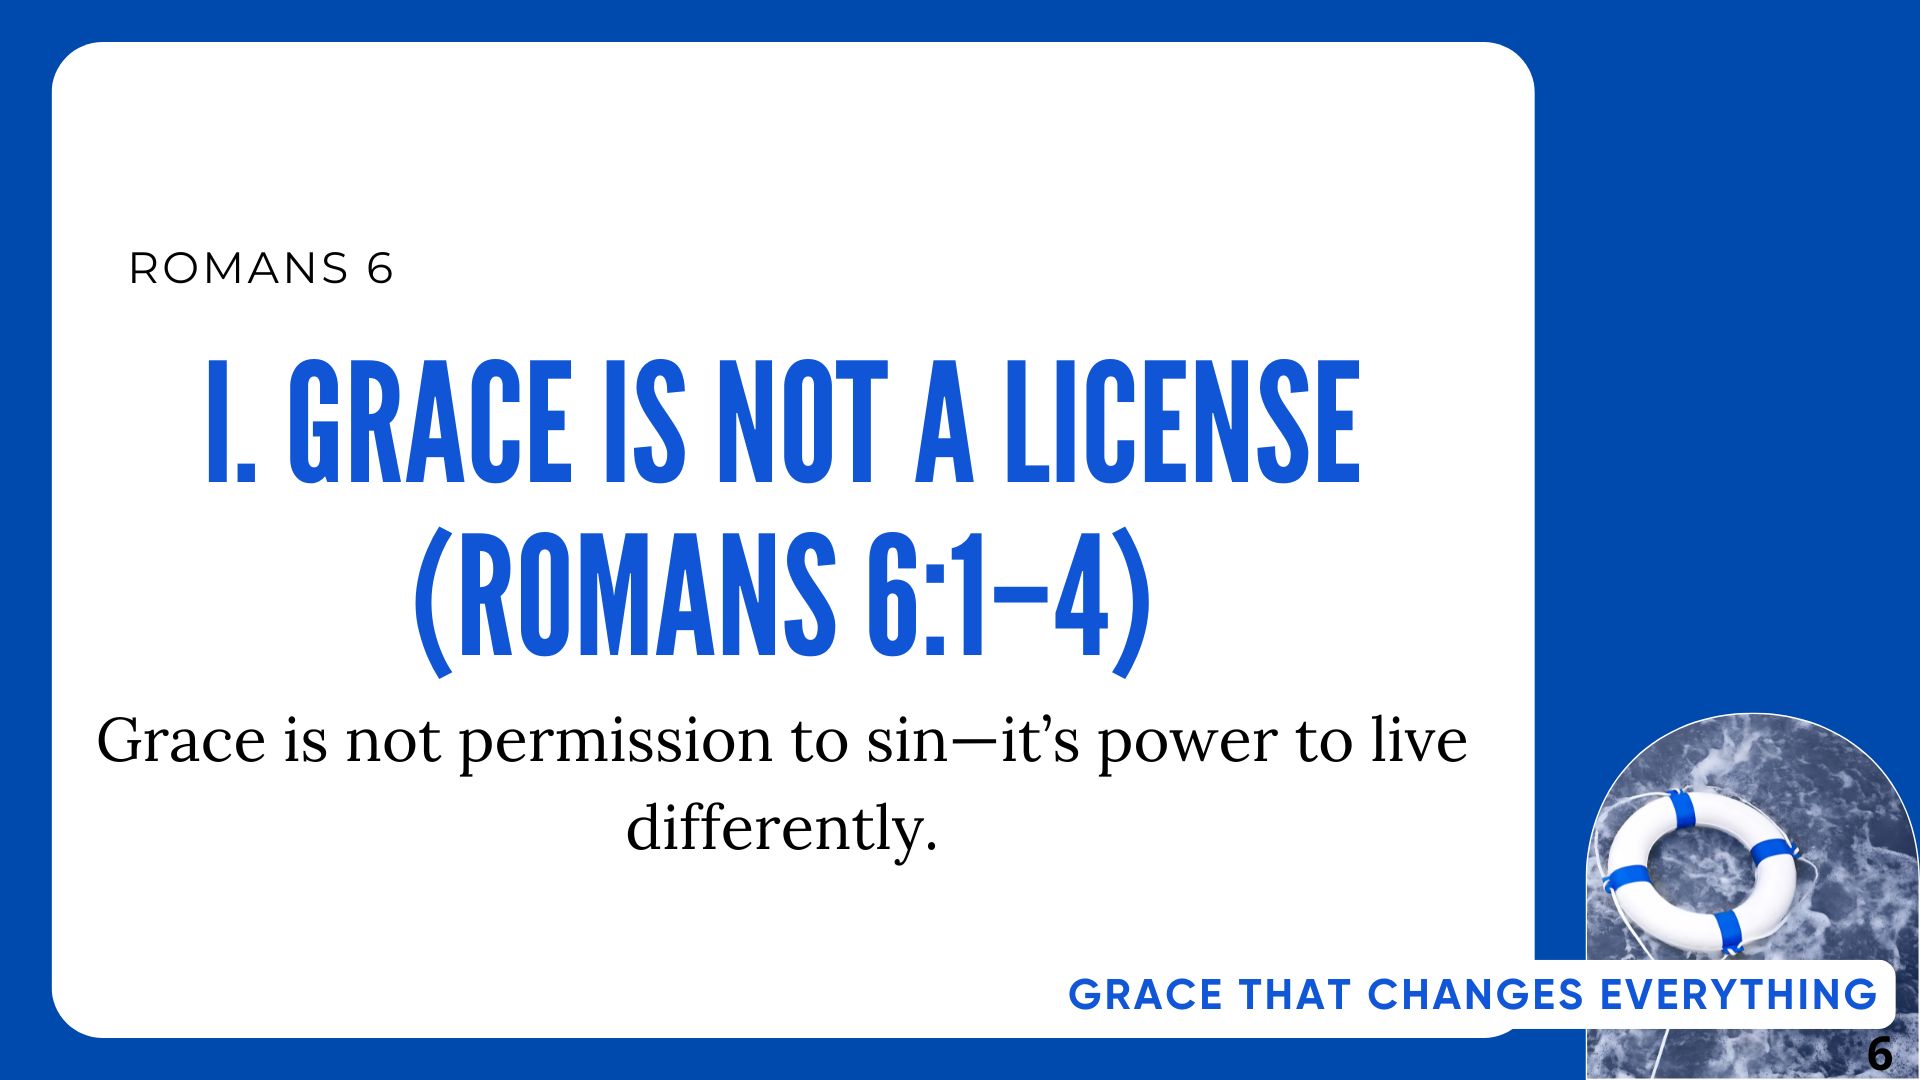 ROMANS 6
I. GRACE IS NOT A LICENSE
(ROMANS 6:1–4)
Grace is not permission to sin—it’s power to live
differently.
GRACE THAT CHANGES EVERYTHING
6